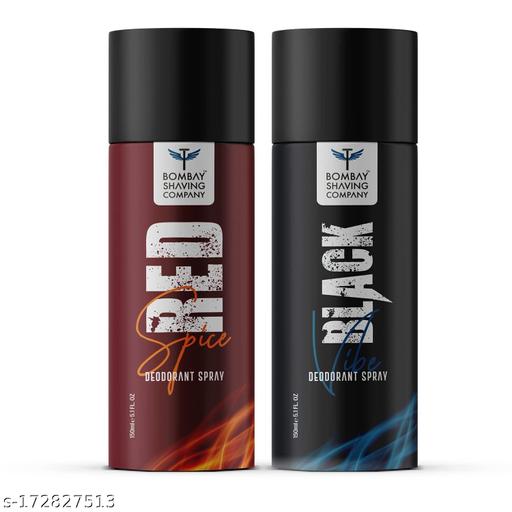 BOMBAY
SHAVING
COMPANY
RED
Spice
DEODORANT SPRAY
150ml e 5.1 FL. OZ
BOMBAY
SHAVING
COMPANY
BLACK
Vibe
DEODORANT SPRAY
150ml e 5.1 FL. OZ
s-172827513